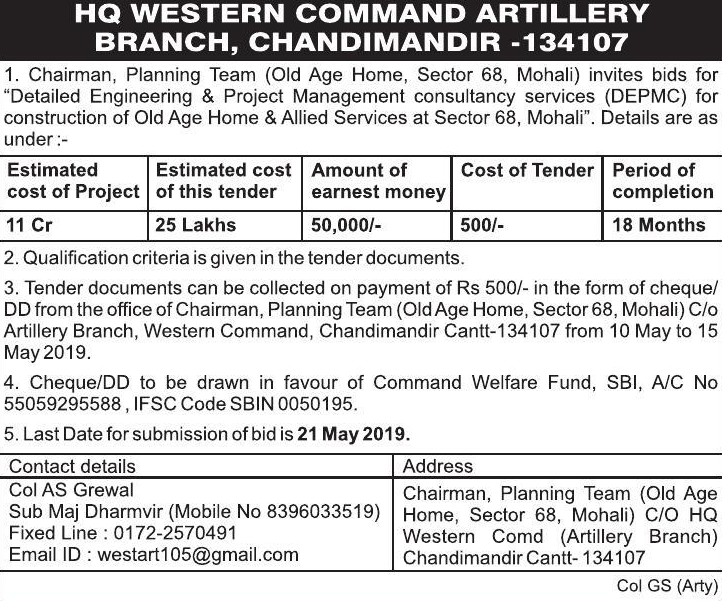 HQ WESTERN COMMAND ARTILLERY
BRANCH, CHANDIMANDIR -134107
1. Chairman, Planning Team (Old Age Home, Sector 68, Mohali) invites bids for
“Detailed Engineering & Project Management consultancy services (DEPMC) for
construction of Old Age Home & Allied Services at Sector 68, Mohali”. Details are as
under :-
Estimated Estimated cost Amount of Cost of Tender Period of
cost of Project of this tender earnest money completion
11 Cr 25 Lakhs 50,000/- 500/- 18 Months
2. Qualification criteria is given in the tender documents.
3. Tender documents can be collected on payment of Rs 500/- in the form of cheque/
DD from the office of Chairman, Planning Team (Old Age Home, Sector 68, Mohali) C/o
Artillery Branch, Western Command, Chandimandir Cantt-134107 from 10 May to 15
May 2019.
4. Cheque/DD to be drawn in favour of Command Welfare Fund, SBI, A/C No
55059295588 , IFSC Code SBIN 0050195.
5. Last Date for submission of bid is 21 May 2019.
Contact details Address
Col AS Grewal
Sub Maj Dharmvir (Mobile No 8396033519)
Fixed Line : 0172-2570491
Email ID : westart105@gmail.com
Chairman, Planning Team (Old Age
Home, Sector 68, Mohali) C/O HQ
Western Comd (Artillery Branch)
Chandimandir Cantt- 134107
Col GS (Arty)